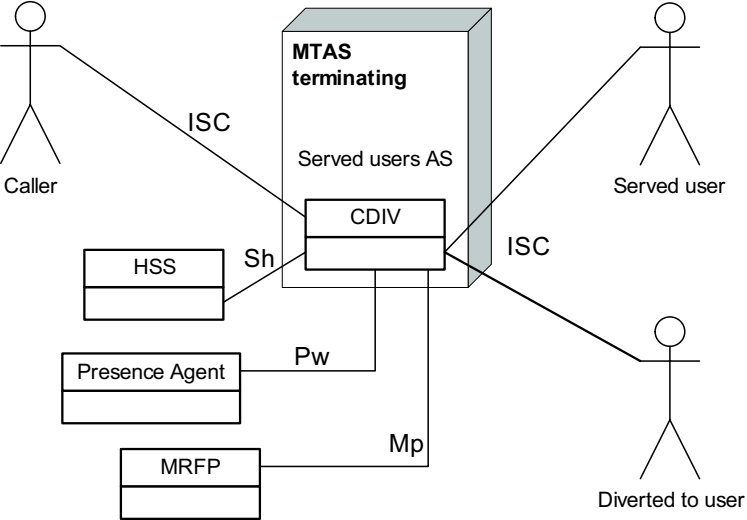 MTAS
terminating
ISC
Served users AS
Caller
Served user
CDIV
ISC
Sh
HSS
Pw
Presence Agent
Mp
MRFP
Diverted to user